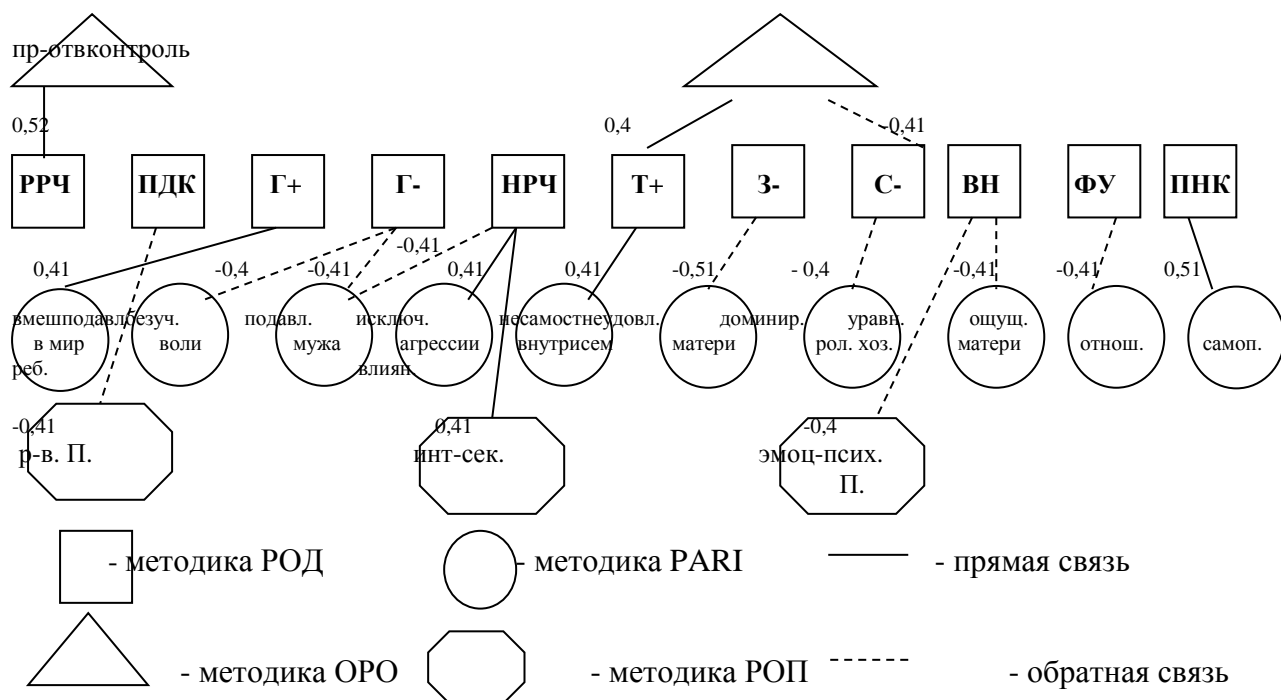 пр-отвконтроль
0,52 0,4 -0,41
РРЧ ПДК Г+ Г- НРЧ Т+ З- С- ВН ФУ ПНК
-0,41
0,41 -0,4 -0,41 0,41 0,41 -0,51 - 0,4 -0,41 -0,41 0,51
вмешподавлбезуч. подавл. исключ. несамостнеудовл. доминир. уравн. ощущ.
в мир воли мужа агрессии внутрисем матери рол. хоз. матери отнош. самоп.
реб. влиян.
-0,41 0,41 -0,4
р-в. П. инт-сек. эмоц-псих.
П.
- методика РОД - методика PARI - прямая связь
- методика ОРО - методика РОП - обратная связь